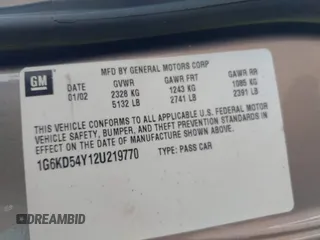 GM
MFD BY GENERAL MOTORS CORP
DATE GVWR GAWR FRT GAWR RR
01/02 2328 KG 1243 KG 1085 KG
5132 LB 2741 LB 2391 LB
THIS VEHICLE CONFORMS TO ALL APPLICABLE U.S. FEDERAL MOTOR
VEHICLE SAFETY, BUMPER, AND THEFT PREVENTION STANDARDS IN
EFFECT ON THE DATE OF MANUFACTURE SHOWN ABOVE.
1G6KD54Y12U219770 TYPE: PASS CAR
DREAMBID